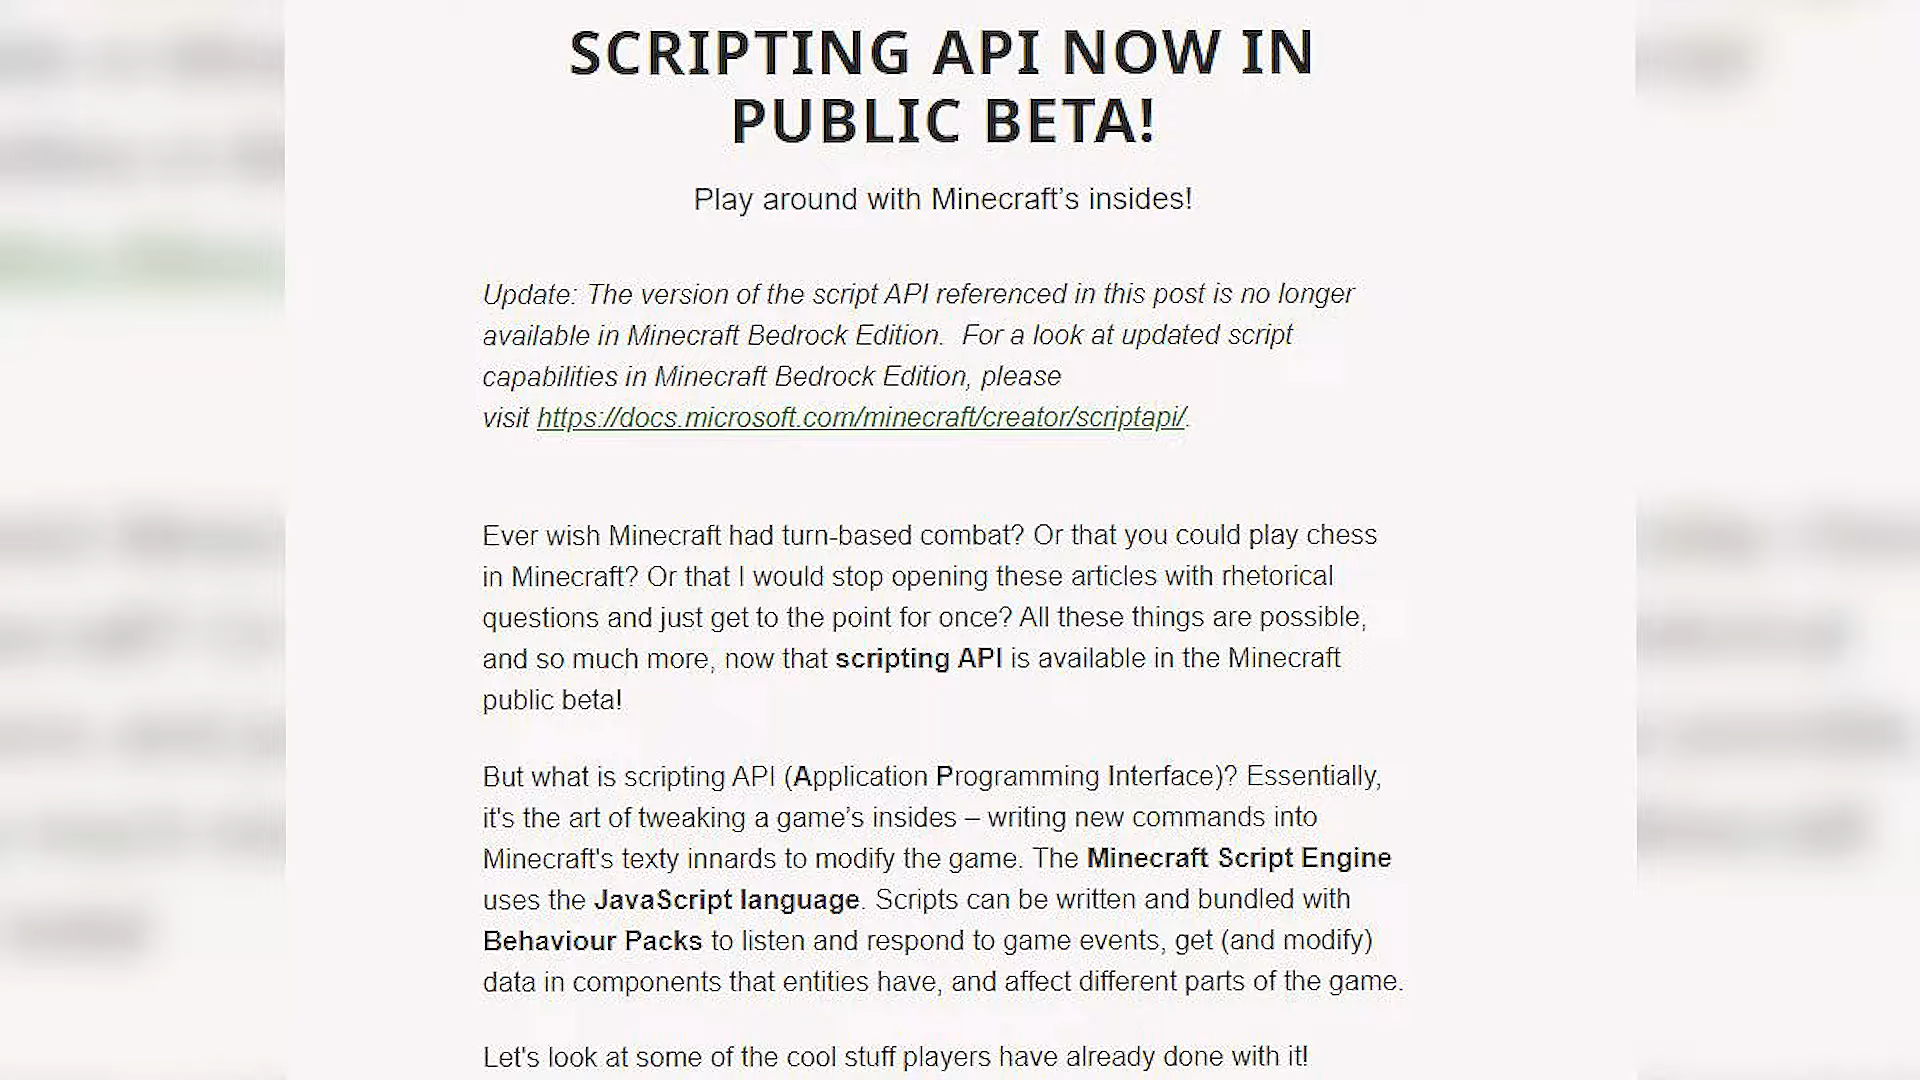 SCRIPTING API NOW IN
PUBLIC BETA!
Play around with Minecraft’s insides!
Update: The version of the script API referenced in this post is no longer
available in Minecraft Bedrock Edition.  For a look at updated script
capabilities in Minecraft Bedrock Edition, please
visit https://docs.microsoft.com/minecraft/creator/scriptapi/.
Ever wish Minecraft had turn-based combat? Or that you could play chess
in Minecraft? Or that I would stop opening these articles with rhetorical
questions and just get to the point for once? All these things are possible,
and so much more, now that scripting API is available in the Minecraft
public beta!
But what is scripting API (Application Programming Interface)? Essentially,
it's the art of tweaking a game’s insides – writing new commands into
Minecraft's texty innards to modify the game. The Minecraft Script Engine
uses the JavaScript language. Scripts can be written and bundled with
Behaviour Packs to listen and respond to game events, get (and modify)
data in components that entities have, and affect different parts of the game.
Let's look at some of the cool stuff players have already done with it!